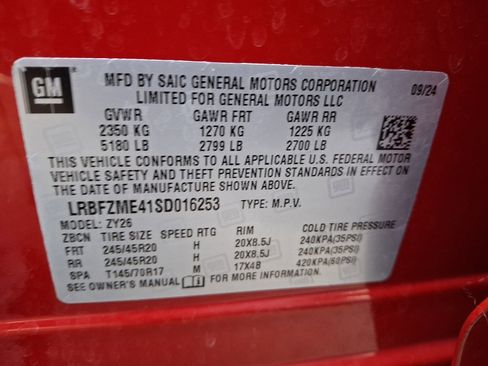 GM
MFD BY SAIC GENERAL MOTORS CORPORATION 09/24
LIMITED FOR GENERAL MOTORS LLC
GVWR GAWR FRT GAWR RR
2350 KG 1270 KG 1225 KG
5180 LB 2799 LB 2700 LB
THIS VEHICLE CONFORMS TO ALL APPLICABLE U.S. FEDERAL MOTOR
VEHICLE SAFETY AND THEFT PREVENTION STANDARDS IN EFFECT ON
THE DATE OF MANUFACTURE SHOWN ABOVE.
LRBFZME41SD016253 TYPE: M.P.V.
MODEL: ZY26
ZBCN TIRE SIZE SPEED RTG RIM COLD TIRE PRESSURE
FRT 245/45R20 H 20X8.5J 240KPA(35PSI)
RR 245/45R20 H 20X8.5J 240KPA(35PSI)
SPA T145/70R17 M 17X4B 420KPA(60PSI)
SEE OWNER'S MANUAL FOR MORE INFORMATION.